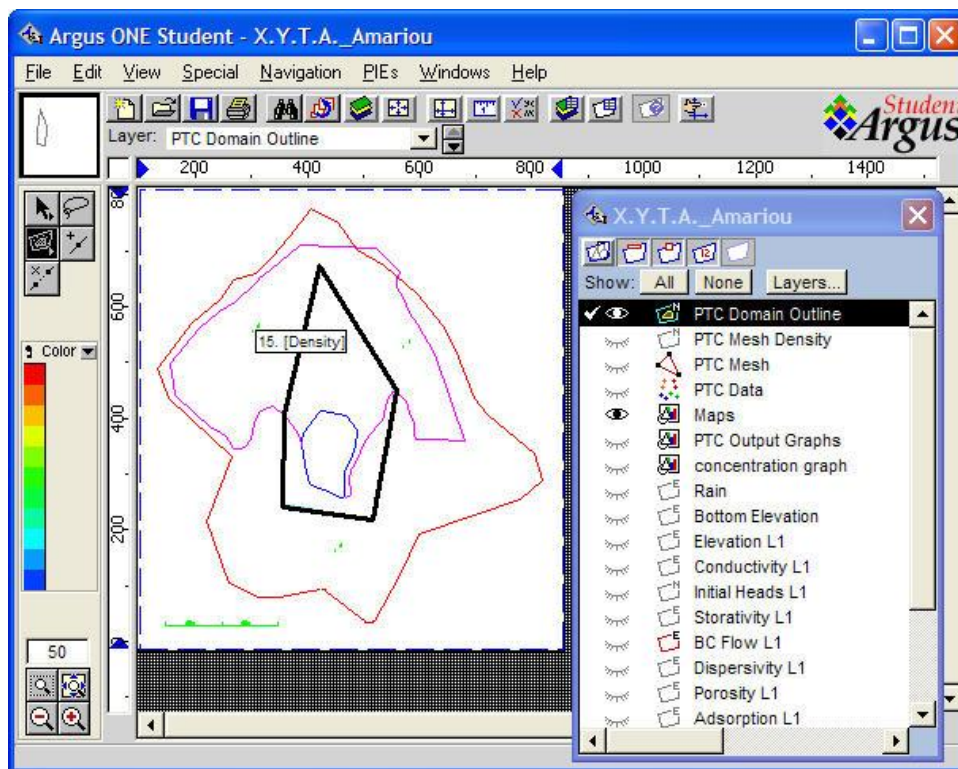 Argus ONE Student - X.Y.T.A._Amariou
File Edit View Special Navigation PIEs Windows Help
Student
Argus
Layer: PTC Domain Outline
200 400 600 800 1000 1200 1400
600
400
200
0
15. [Density]
Color
50
X.Y.T.A._Amariou
Show: All None Layers...
PTC Domain Outline
PTC Mesh Density
PTC Mesh
PTC Data
Maps
PTC Output Graphs
concentration graph
Rain
Bottom Elevation
Elevation L1
Conductivity L1
Initial Heads L1
Storativity L1
BC Flow L1
Dispersivity L1
Porosity L1
Adsorption L1